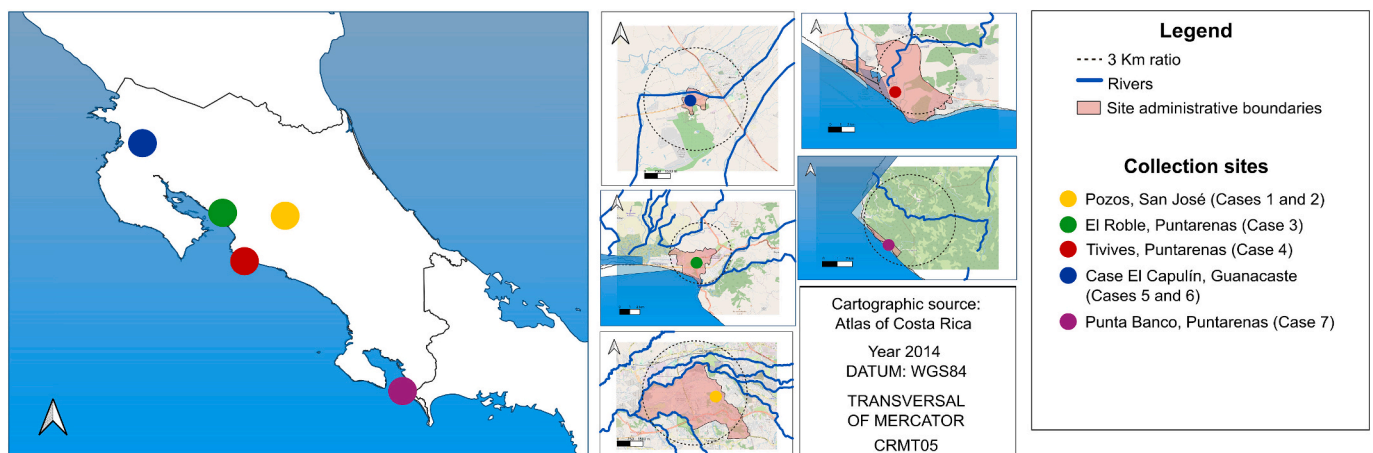 Legend
3 Km ratio
Rivers
Site administrative boundaries
Collection sites
Pozos, San José (Cases 1 and 2)
El Roble, Puntarenas (Case 3)
Tivives, Puntarenas (Case 4)
Case El Capulín, Guanacaste
(Cases 5 and 6)
Punta Banco, Puntarenas (Case 7)
Cartographic source:
Atlas of Costa Rica
Year 2014
DATUM: WGS84
TRANSVERSAL
OF MERCATOR
CRMT05